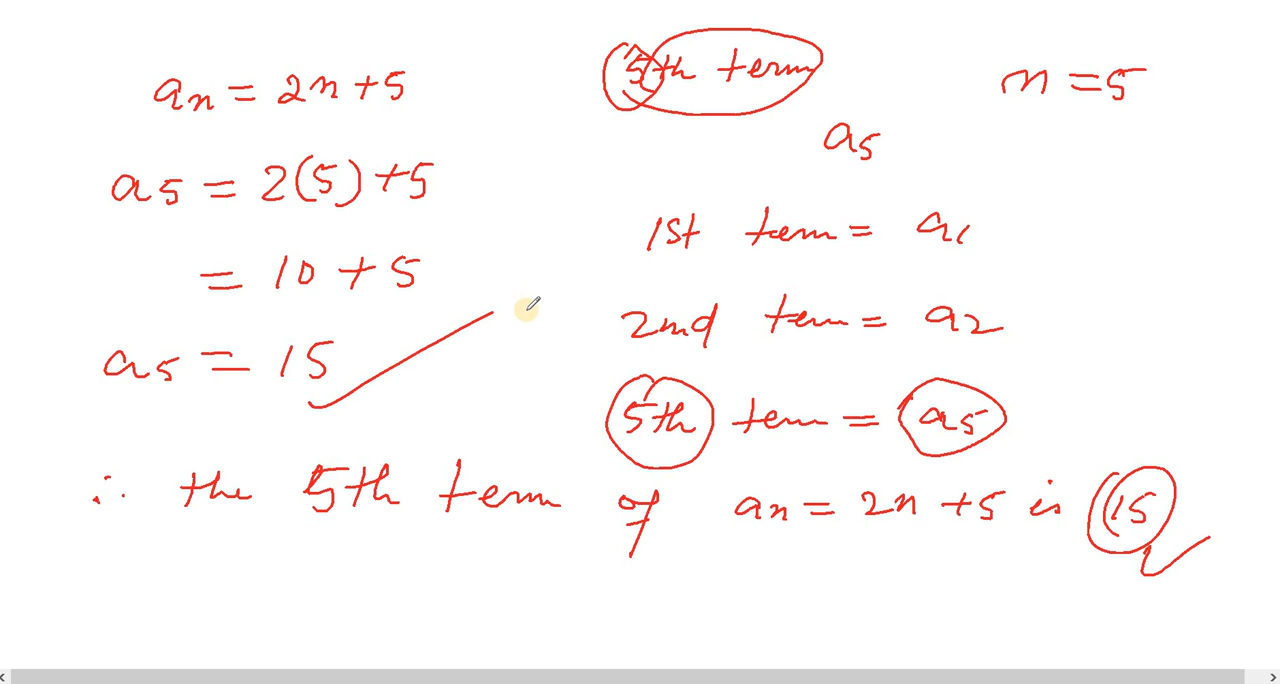 aₙ = 2n + 5
a₅ = 2(5) + 5
= 10 + 5
a₅ = 15
5th term
n = 5
a₅
1st term = a₁
2nd term = a₂
5th term = a₅
∴ the 5th term of aₙ = 2n + 5 is 15